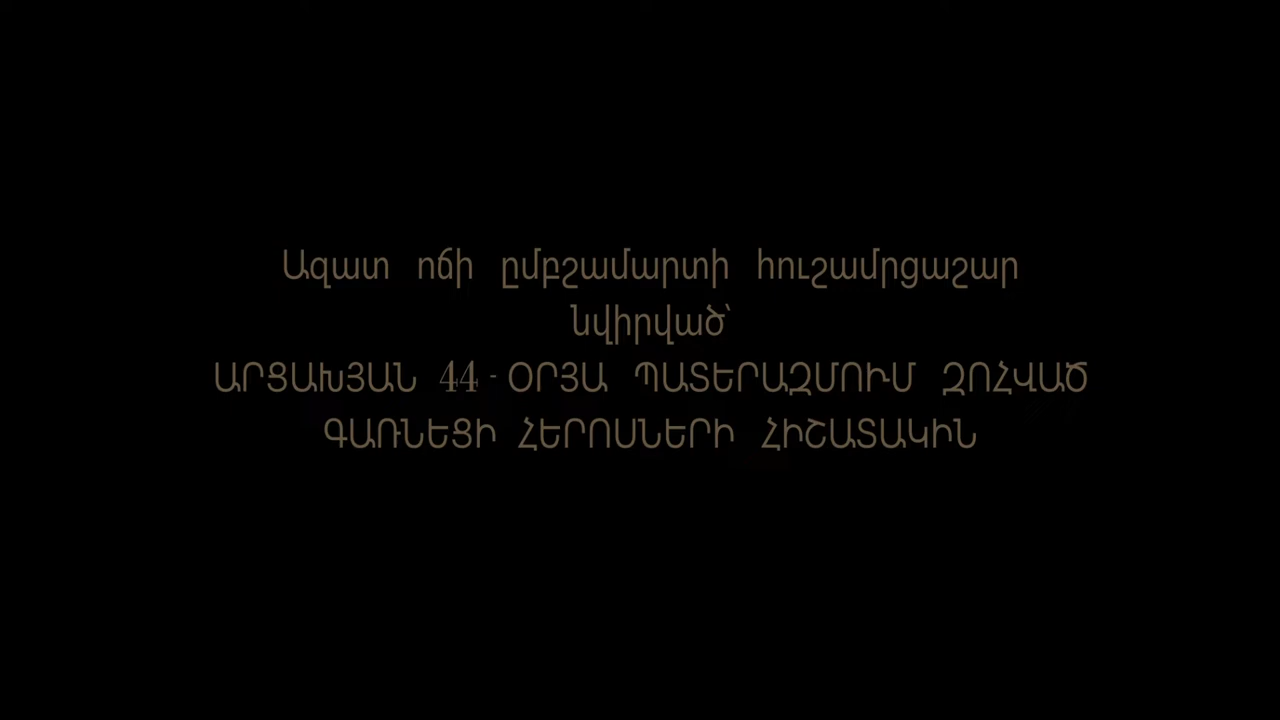 Ազատ ոճի ըմբշամարտի հուշամրցաշար
նվիրված՝
ԱՐՑԱԽՅԱՆ 44 - ՕՐՅԱ ՊԱՏԵՐԱԶՄՈՒՄ ԶՈՀՎԱԾ
ԳԱՌՆԵՑԻ ՀԵՐՈՍՆԵՐԻ ՀԻՇԱՏԱԿԻՆ